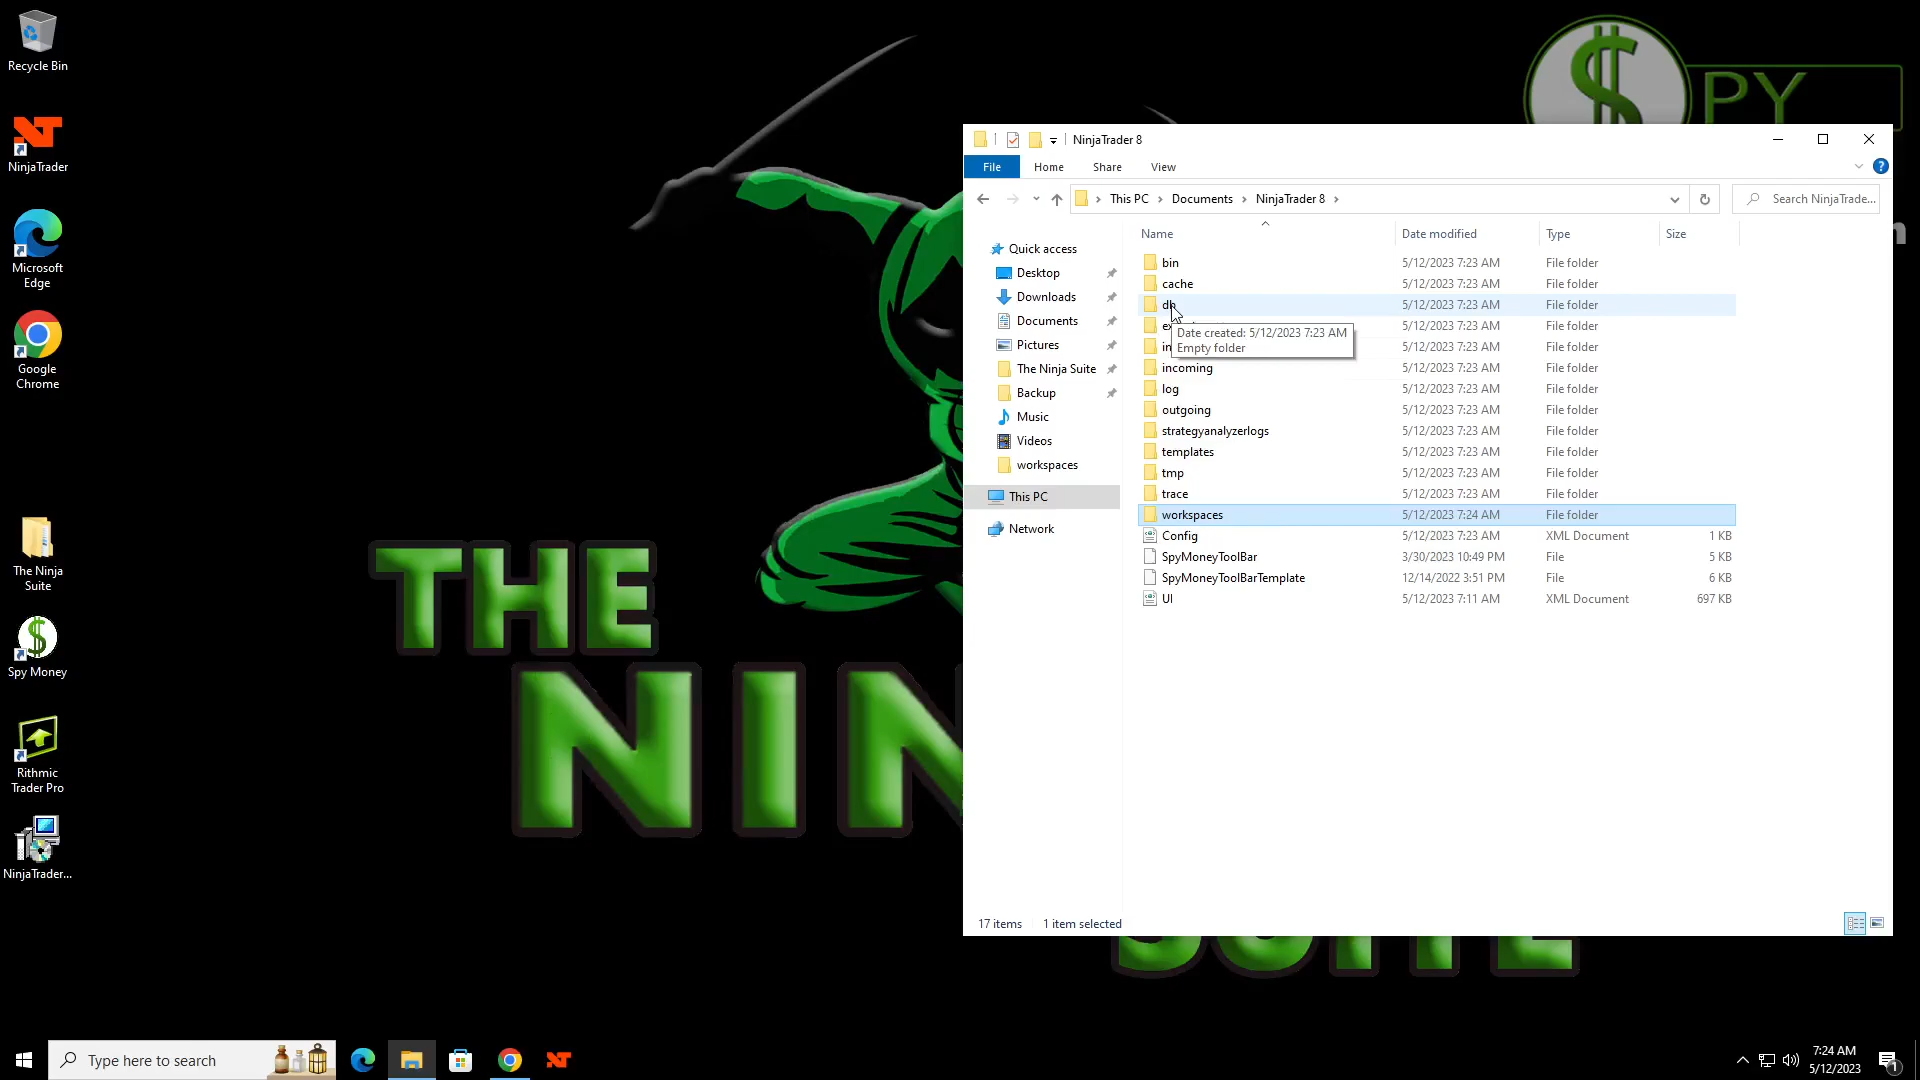 Recycle Bin
NinjaTrader
Microsoft
Edge
Google
Chrome
The Ninja
Suite
Spy Money
Rithmic
Trader Pro
NinjaTrader...
PY
THE
NIN
SUITE
NinjaTrader 8
File
Home
Share
View
This PC
Documents
NinjaTrader 8
Search NinjaTrade...
Name
Date modified
Type
Size
Quick access
Desktop
Downloads
Documents
Pictures
The Ninja Suite
Backup
Music
Videos
workspaces
This PC
Network
bin 5/12/2023 7:23 AM File folder
cache 5/12/2023 7:23 AM File folder
db 5/12/2023 7:23 AM File folder
5/12/2023 7:23 AM File folder
5/12/2023 7:23 AM File folder
Date created: 5/12/2023 7:23 AM
Empty folder
incoming 5/12/2023 7:23 AM File folder
log 5/12/2023 7:23 AM File folder
outgoing 5/12/2023 7:23 AM File folder
strategyanalyzerlogs 5/12/2023 7:23 AM File folder
templates 5/12/2023 7:23 AM File folder
tmp 5/12/2023 7:23 AM File folder
trace 5/12/2023 7:23 AM File folder
workspaces 5/12/2023 7:24 AM File folder
Config 5/12/2023 7:23 AM XML Document 1 KB
SpyMoneyToolBar 3/30/2023 10:49 PM File 5 KB
SpyMoneyToolBarTemplate 12/14/2022 3:51 PM File 6 KB
UI 5/12/2023 7:11 AM XML Document 697 KB
17 items
1 item selected
Type here to search
7:24 AM
5/12/2023
1